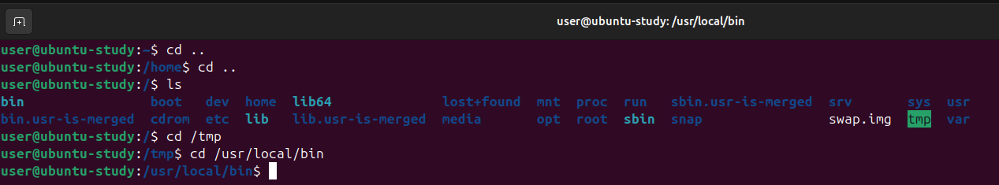 user@ubuntu-study: /usr/local/bin
user@ubuntu-study:~$ cd ..
user@ubuntu-study:/home$ cd ..
user@ubuntu-study:/$ ls
bin boot dev home lib64 lost+found mnt proc run sbin.usr-is-merged srv sys usr
bin.usr-is-merged cdrom etc lib lib.usr-is-merged media opt root sbin snap swap.img tmp var
user@ubuntu-study:/$ cd /tmp
user@ubuntu-study:/tmp$ cd /usr/local/bin
user@ubuntu-study:/usr/local/bin$